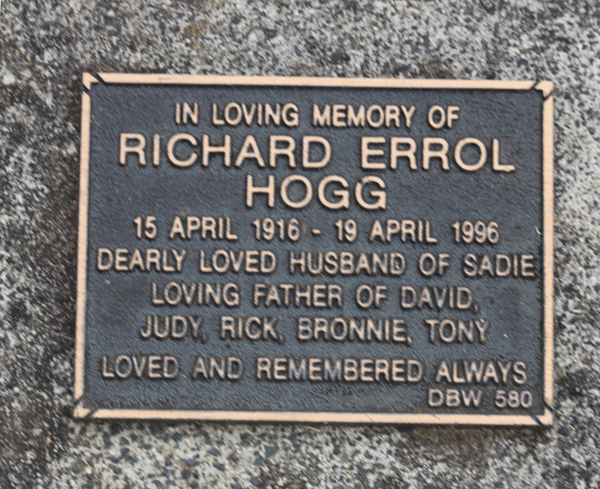 IN LOVING MEMORY OF
RICHARD ERROL
HOGG
15 APRIL 1916 - 19 APRIL 1996
DEARLY LOVED HUSBAND OF SADIE
LOVING FATHER OF DAVID,
JUDY, RICK, BRONNIE, TONY
LOVED AND REMEMBERED ALWAYS
DBW 580